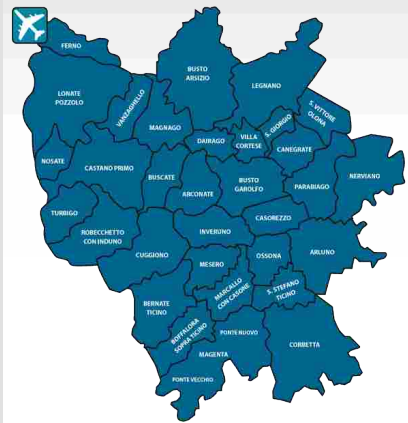 FERNO
BUSTO
ARSIZIO
LEGNANO
LONATE
POZZOLO
VANZAGHELLO
S. VITTORE
OLONA
MAGNAGO
S. GIORGIO
DAIRAGO
VILLA
CORTESE
CANEGRATE
NOSATE
CASTANO PRIMO
BUSCATE
ARCONATE
BUSTO
GAROLFO
PARABIAGO
NERVIANO
TURBIGO
ROBECCHETTO
CON INDUNO
INVERUNO
CASOREZZO
CUGGIONO
MESERO
OSSONA
ARLUNO
MARCALLO
CON CASONE
S. STEFANO
TICINO
BERNATE
TICINO
BOFFALORA
SOPRA TICINO
PONTE NUOVO
MAGENTA
CORBETTA
PONTE VECCHIO